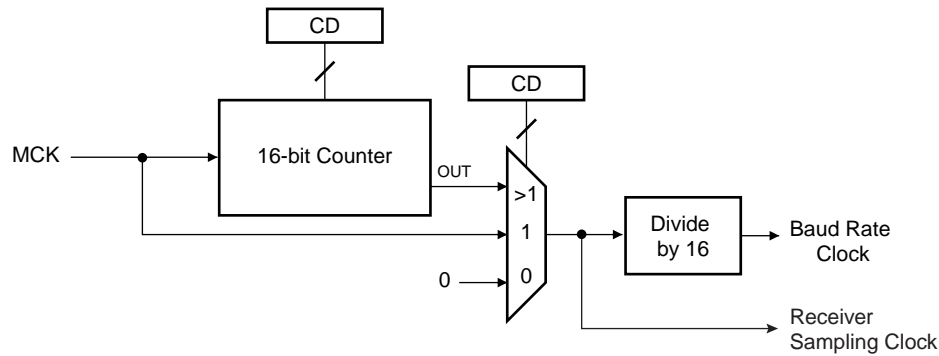 CD
CD
MCK
16-bit Counter
OUT
>1
1
0
0
Divide
by 16
Baud Rate
Clock
Receiver
Sampling Clock